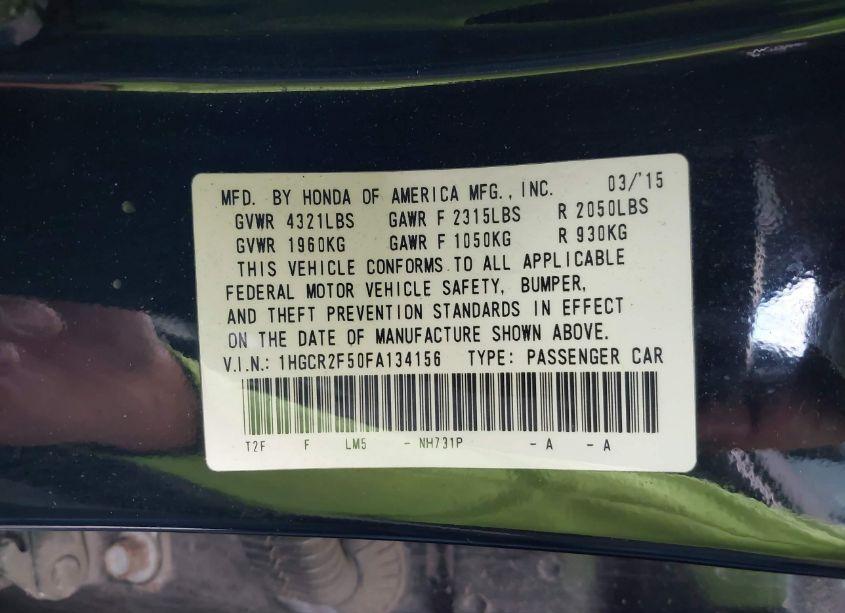 MFD. BY HONDA OF AMERICA MFG., INC. 03/'15
GVWR 4321LBS GAWR F 2315LBS R 2050LBS
GVWR 1960KG GAWR F 1050KG R 930KG
THIS VEHICLE CONFORMS TO ALL APPLICABLE
FEDERAL MOTOR VEHICLE SAFETY, BUMPER,
AND THEFT PREVENTION STANDARDS IN EFFECT
ON THE DATE OF MANUFACTURE SHOWN ABOVE.
V.I.N.: 1HGCR2F50FA134156 TYPE: PASSENGER CAR
T2F F LM5 - NH731P - A - A